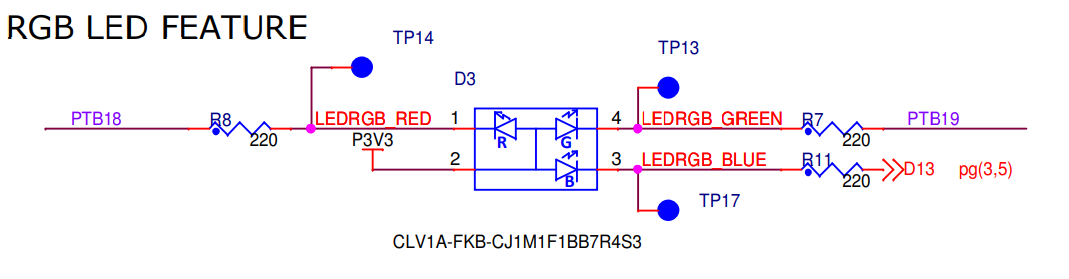 RGB LED FEATURE
TP14
TP13
D3
PTB18
R8
220
LEDRGB_RED
1
4
LEDRGB_GREEN
R7
220
PTB19
P3V3
2
R
G
B
3
LEDRGB_BLUE
R11
220
D13
pg(3,5)
TP17
CLV1A-FKB-CJ1M1F1BB7R4S3